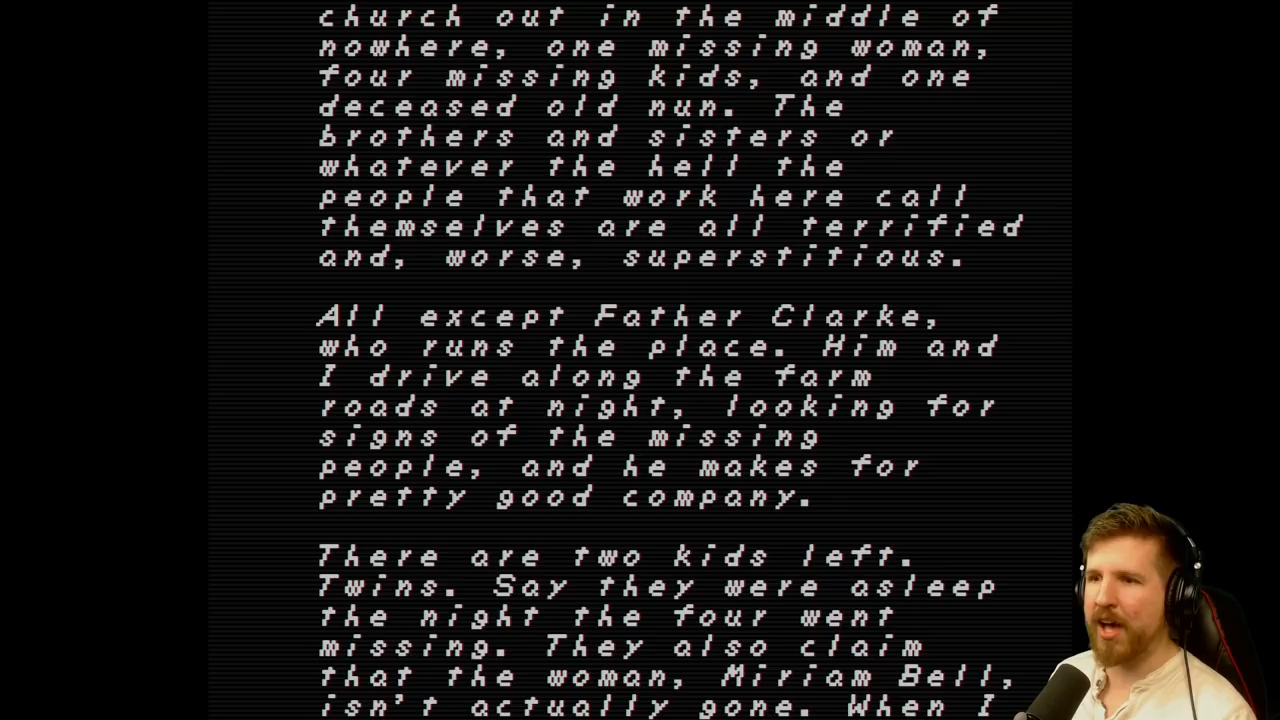 church out in the middle of
nowhere, one missing woman,
four missing kids, and one
deceased old nun. The
brothers and sisters or
whatever the hell the
people that work here call
themselves are all terrified
and, worse, superstitious.
All except Father Clarke,
who runs the place. Him and
I drive along the farm
roads at night, looking for
signs of the missing
people, and he makes for
pretty good company.
There are two kids left.
Twins. Say they were asleep
the night the four went
missing. They also claim
that the woman, Miriam Bell,
isn't actually gone. When I